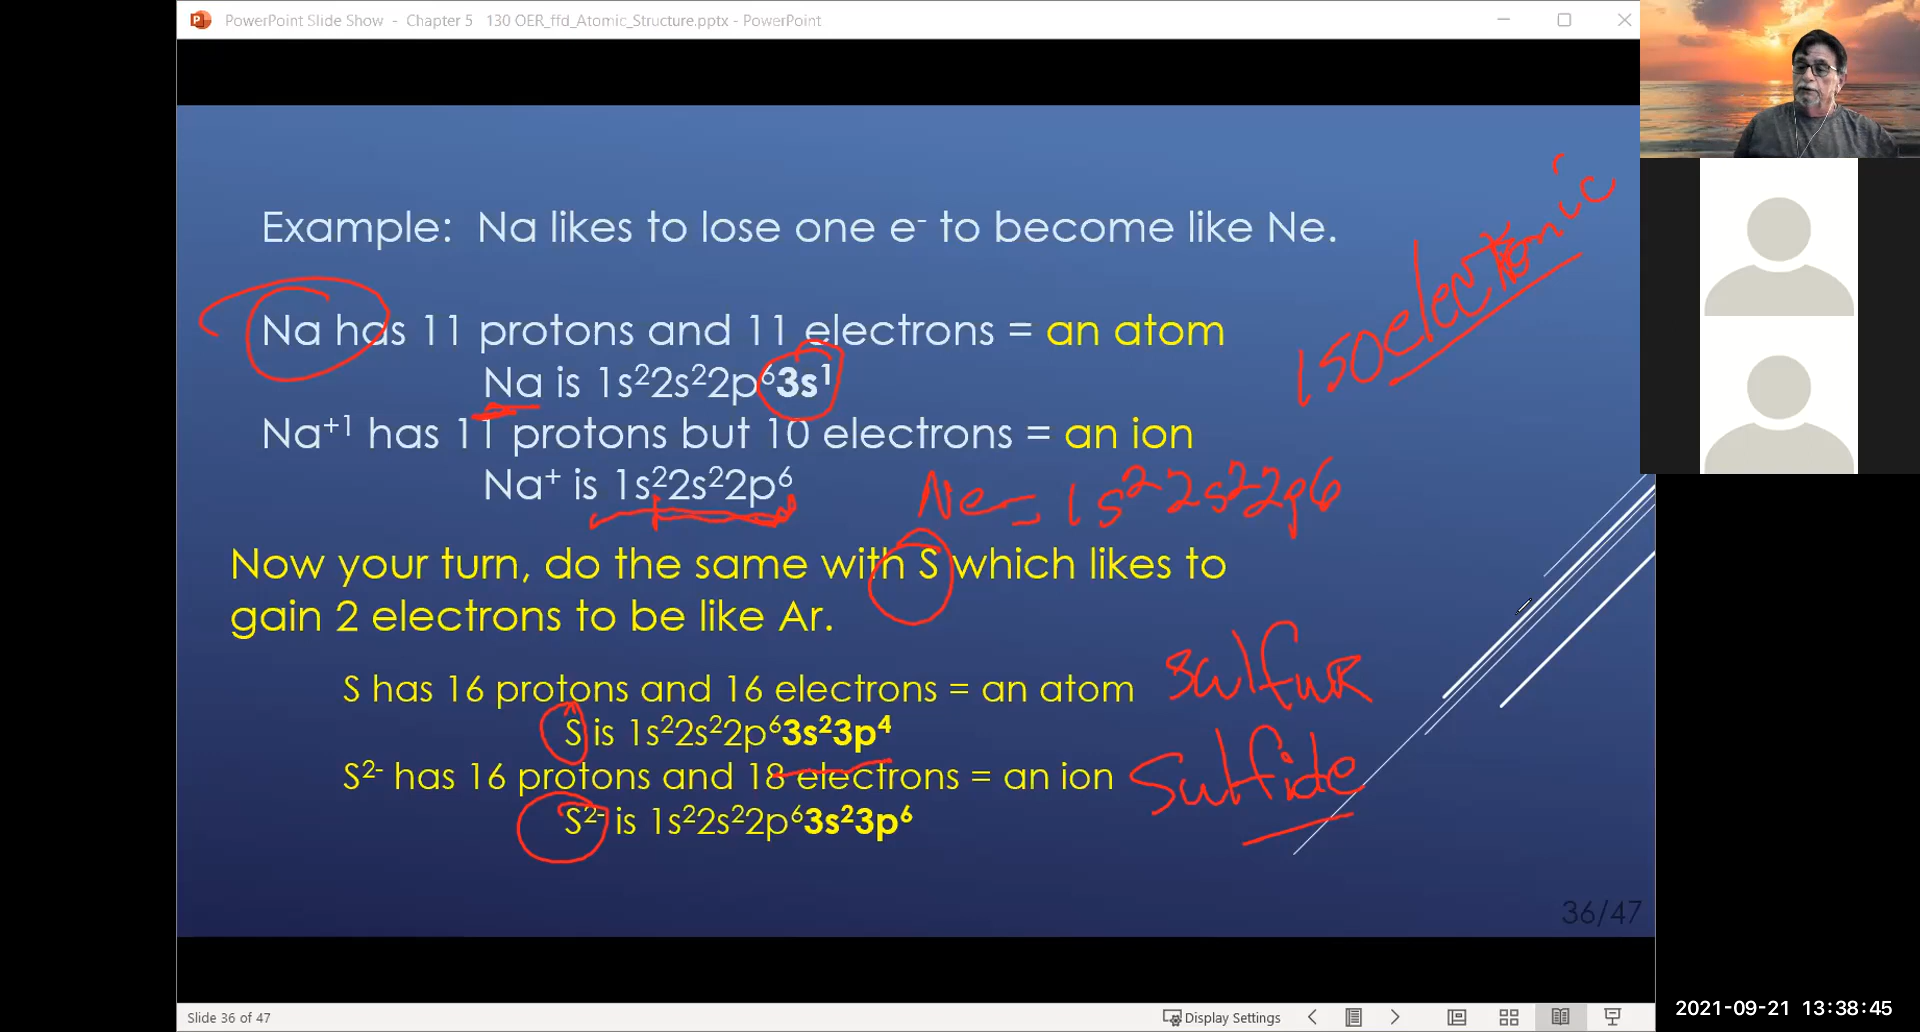 PowerPoint Slide Show - Chapter 5 130 OER_ffd_Atomic_Structure.pptx - PowerPoint
Example: Na likes to lose one e⁻ to become like Ne.
isoelectronic
Na has 11 protons and 11 electrons = an atom
Na is 1s²2s²2p⁶3s¹
Na⁺¹ has 11 protons but 10 electrons = an ion
Na⁺ is 1s²2s²2p⁶
Ne = 1s²2s²2p6
Now your turn, do the same with S which likes to
gain 2 electrons to be like Ar.
S has 16 protons and 16 electrons = an atom
Sulfur
S is 1s²2s²2p⁶3s²3p⁴
S²⁻ has 16 protons and 18 electrons = an ion
Sulfide
S²⁻ is 1s²2s²2p⁶3s²3p⁶
36/47
Slide 36 of 47
Display Settings
2021-09-21 13:38:45